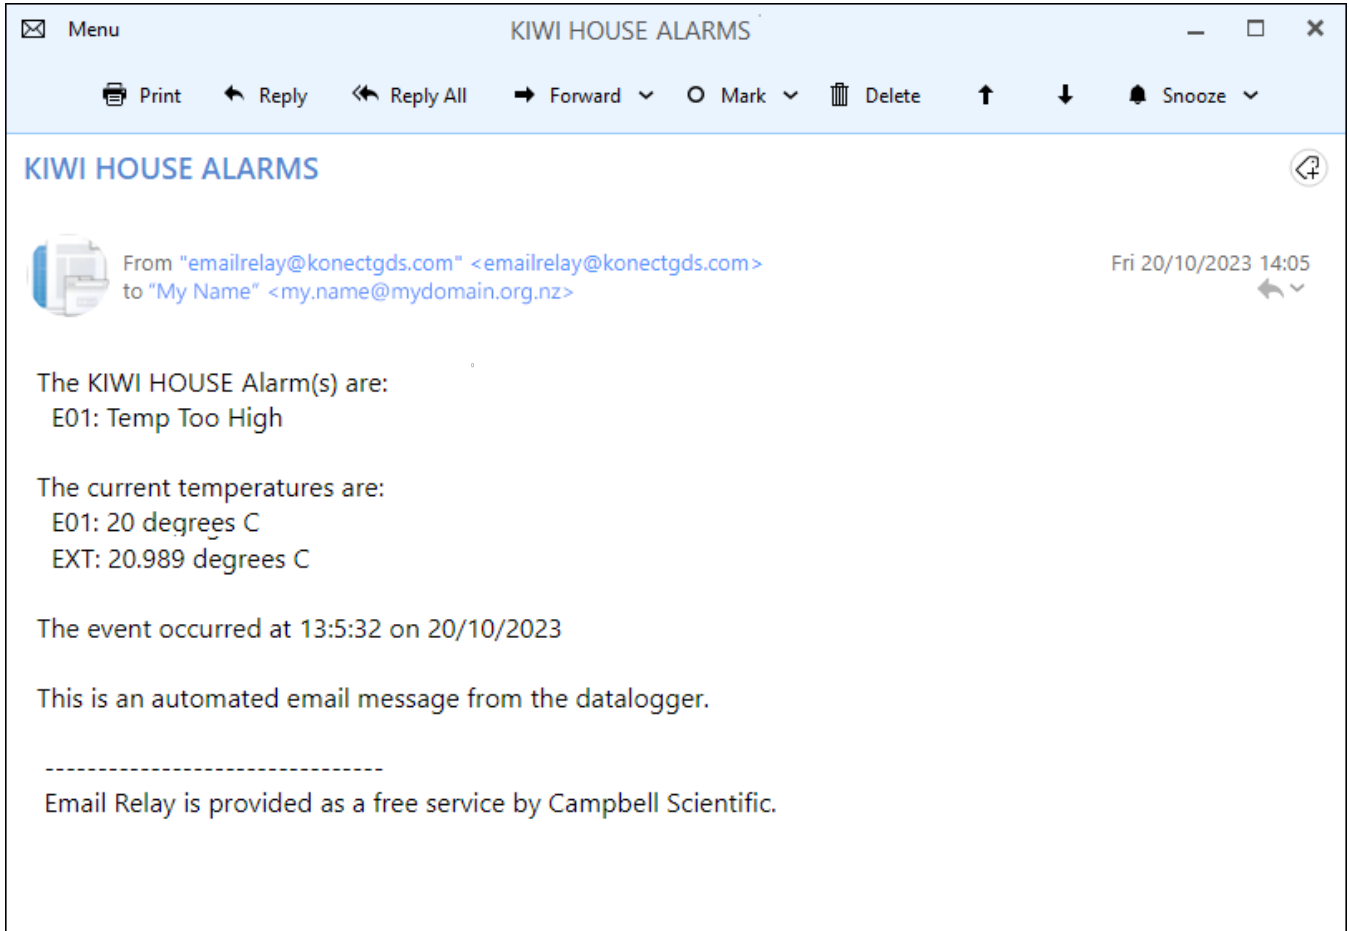 Menu
KIWI HOUSE ALARMS
Print Reply Reply All Forward Mark Delete Snooze
KIWI HOUSE ALARMS
From "emailrelay@konectgds.com" <emailrelay@konectgds.com>
Fri 20/10/2023 14:05
to “My Name” <my.name@mydomain.org.nz>
The KIWI HOUSE Alarm(s) are:
E01: Temp Too High
The current temperatures are:
E01: 20 degrees C
EXT: 20.989 degrees C
The event occurred at 13:5:32 on 20/10/2023
This is an automated email message from the datalogger.
--------------------------------
Email Relay is provided as a free service by Campbell Scientific.